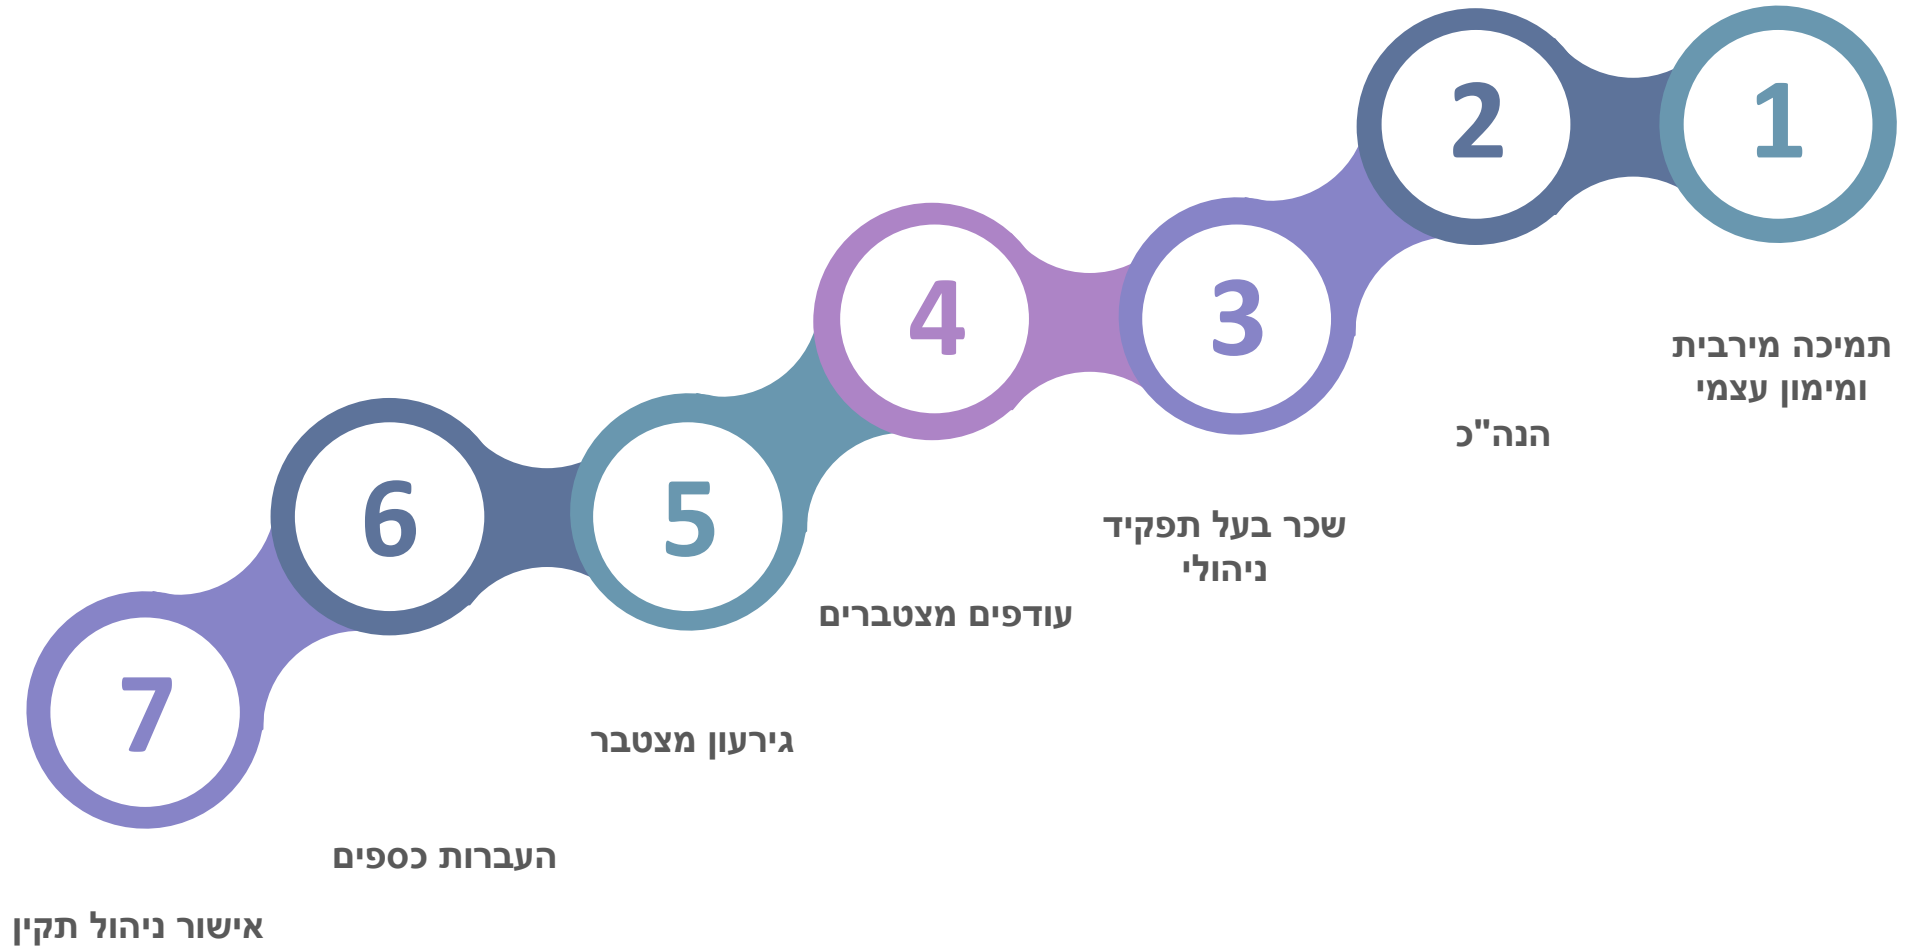 1
תמיכה מירבית
ומימון עצמי
2
הנה"כ
3
שכר בעל תפקיד
ניהולי
4
עודפים מצטברים
5
גירעון מצטבר
6
העברות כספים
7
אישור ניהול תקין